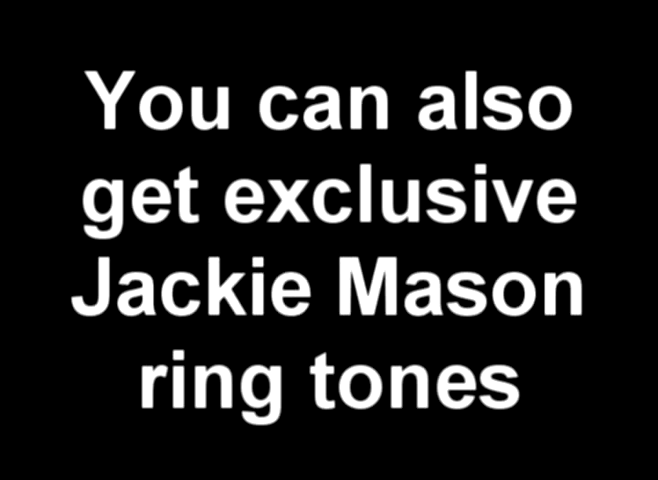 You can also
get exclusive
Jackie Mason
ring tones